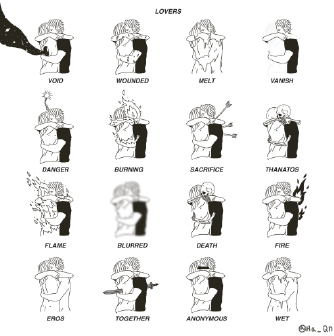 LOVERS
VOID WOUNDED MELT VANISH
DANGER BURNING SACRIFICE THANATOS
FLAME BLURRED DEATH FIRE
EROS TOGETHER ANONYMOUS WET